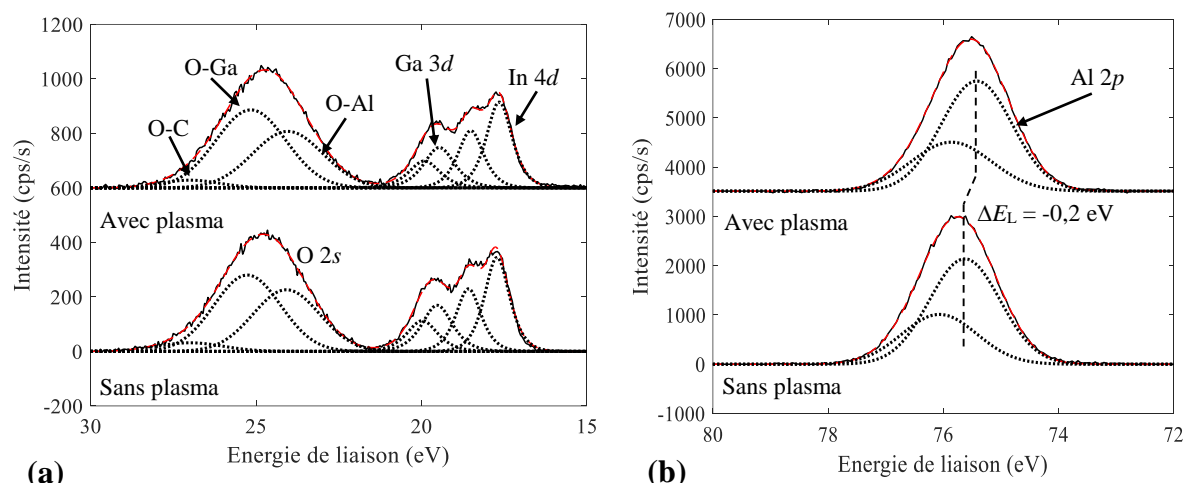 1200
1000
800
600
400
200
0
-200
30
25
20
15
Intensité (cps/s)
Energie de liaison (eV)
O-Ga
O-C
O-Al
Ga 3d
In 4d
Avec plasma
O 2s
Sans plasma
(a)
7000
6000
5000
4000
3000
2000
1000
0
-1000
80
78
76
74
72
Intensité (cps/s)
Energie de liaison (eV)
Al 2p
Avec plasma
ΔEL = -0,2 eV
Sans plasma
(b)